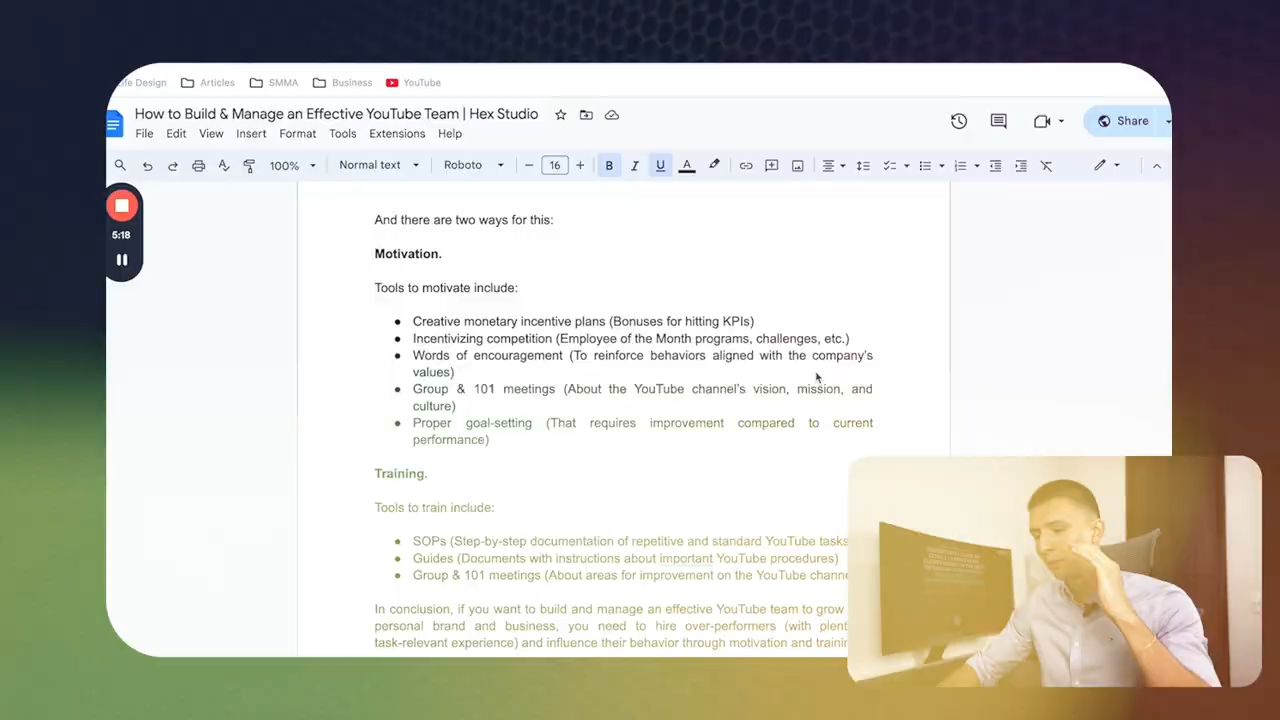 ife Design Articles SMMA Business YouTube
How to Build & Manage an Effective YouTube Team | Hex Studio
File Edit View Insert Format Tools Extensions Help
Share
100% Normal text Roboto 16 B I U A
5:18
And there are two ways for this:
Motivation.
Tools to motivate include:
● Creative monetary incentive plans (Bonuses for hitting KPIs)
● Incentivizing competition (Employee of the Month programs, challenges, etc.)
● Words of encouragement (To reinforce behaviors aligned with the company's
values)
● Group & 101 meetings (About the YouTube channel's vision, mission, and
culture)
● Proper goal-setting (That requires improvement compared to current
performance)
Training.
Tools to train include:
● SOPs (Step-by-step documentation of repetitive and standard YouTube tasks
● Guides (Documents with instructions about important YouTube procedures)
● Group & 101 meetings (About areas for improvement on the YouTube channe
In conclusion, if you want to build and manage an effective YouTube team to grow
personal brand and business, you need to hire over-performers (with plent
task-relevant experience) and influence their behavior through motivation and trainin